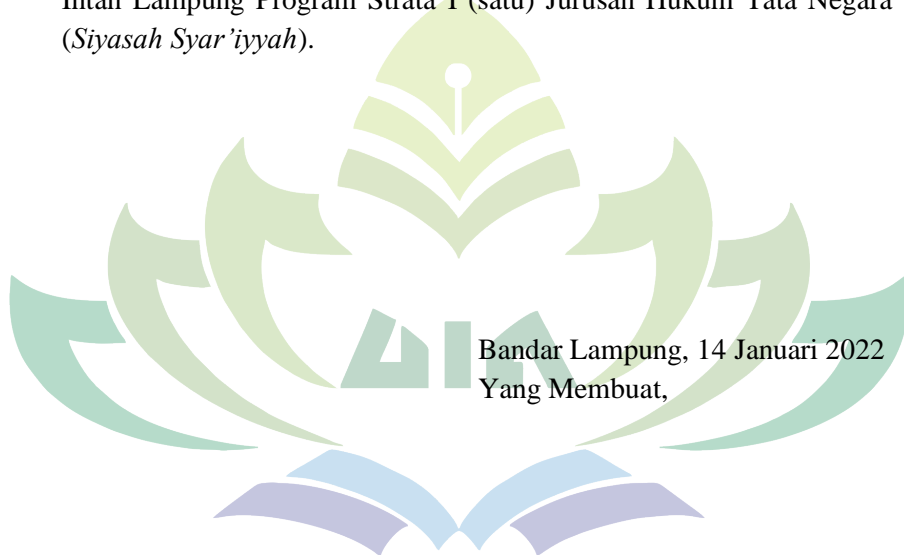 Intan Lampung Program Strata I (satu) Jurusan Hukum Tata Negara
(Siyasah Syar’iyyah).
UIN
Bandar Lampung, 14 Januari 2022
Yang Membuat,